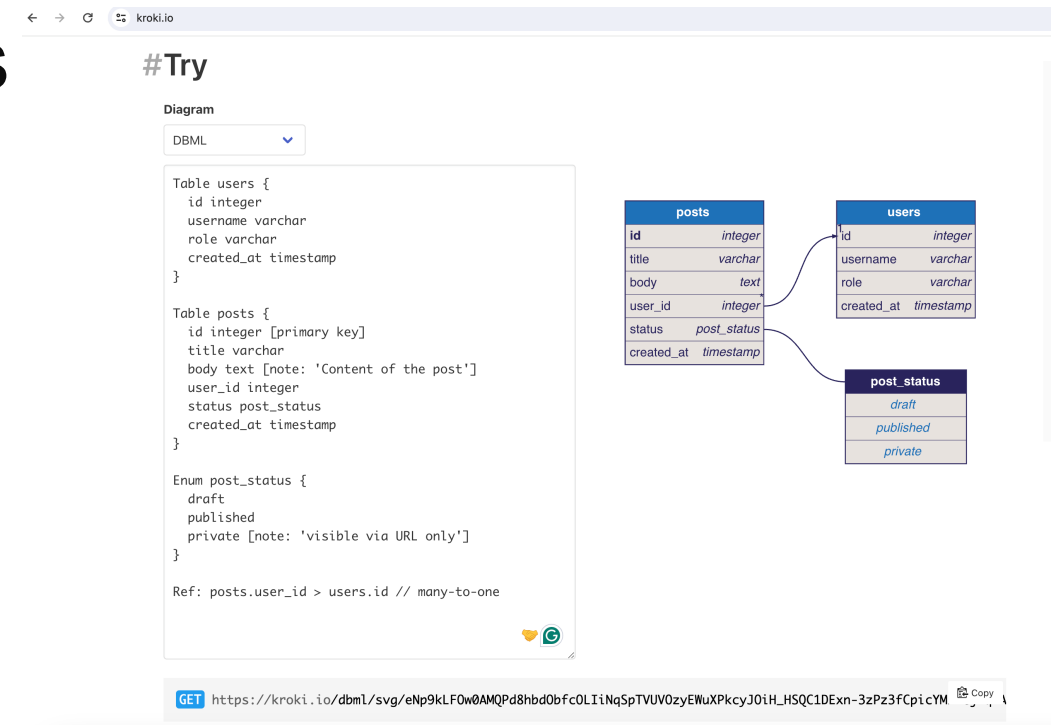 kroki.io
S
#Try
Diagram
DBML
Table users {
  id integer
  username varchar
  role varchar
  created_at timestamp
}
Table posts {
  id integer [primary key]
  title varchar
  body text [note: 'Content of the post']
  user_id integer
  status post_status
  created_at timestamp
}
Enum post_status {
  draft
  published
  private [note: 'visible via URL only']
}
Ref: posts.user_id > users.id // many-to-one
posts
id integer
title varchar
body text
user_id integer *
status post_status
created_at timestamp
users
1
id integer
username varchar
role varchar
created_at timestamp
post_status
draft
published
private
G
GET https://kroki.io/dbml/svg/
Copy